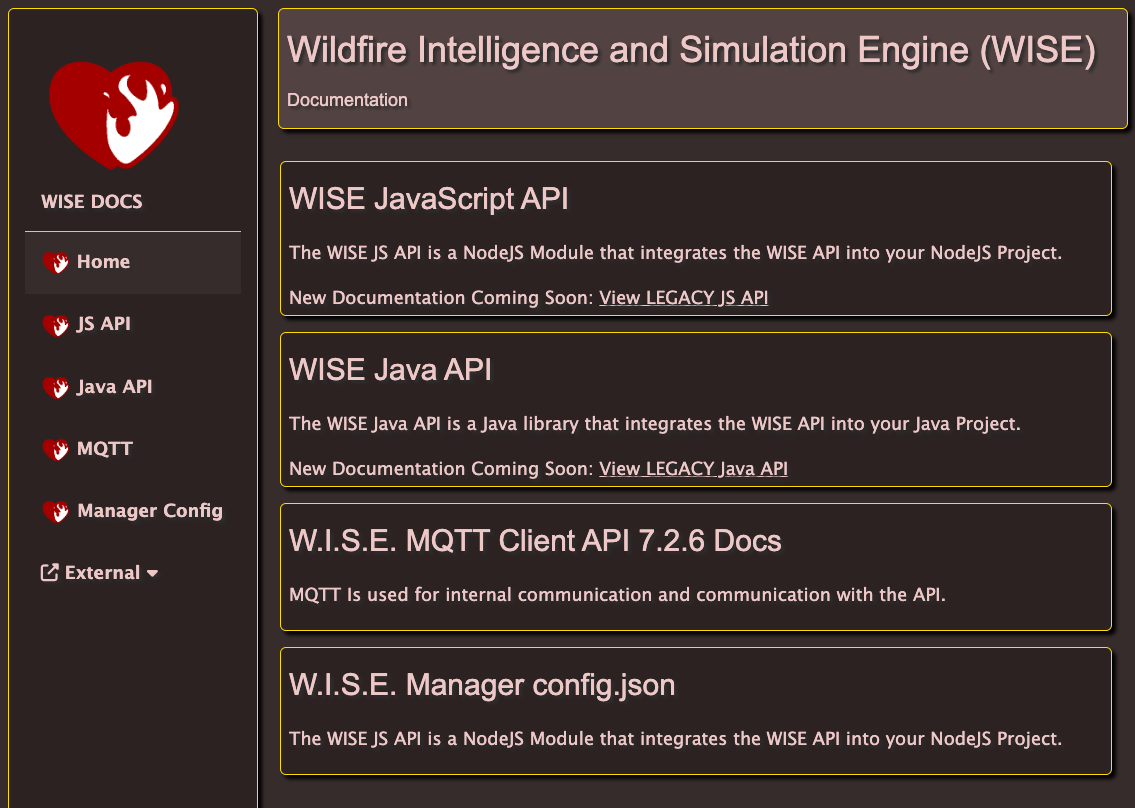 WISE DOCS
Home
JS API
Java API
MQTT
Manager Config
External
Wildfire Intelligence and Simulation Engine (WISE)
Documentation
WISE JavaScript API
The WISE JS API is a NodeJS Module that integrates the WISE API into your NodeJS Project.
New Documentation Coming Soon: View LEGACY JS API
WISE Java API
The WISE Java API is a Java library that integrates the WISE API into your Java Project.
New Documentation Coming Soon: View LEGACY Java API
W.I.S.E. MQTT Client API 7.2.6 Docs
MQTT Is used for internal communication and communication with the API.
W.I.S.E. Manager config.json
The WISE JS API is a NodeJS Module that integrates the WISE API into your NodeJS Project.